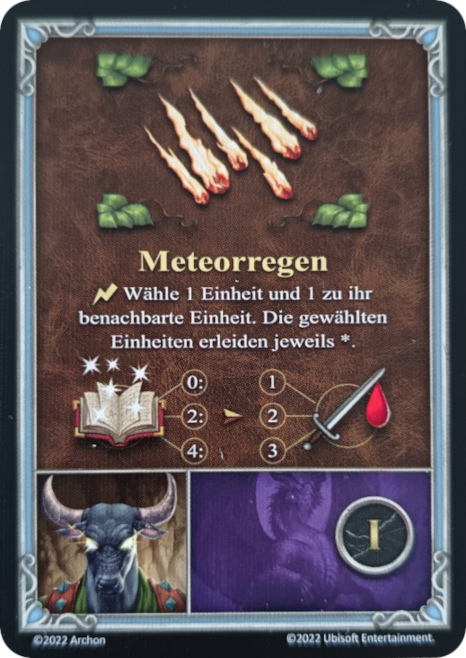 Meteorregen
Wähle 1 Einheit und 1 zu ihr
benachbarte Einheit. Die gewählten
Einheiten erleiden jeweils *.
0: 1
2: 2
4: 3
I
©2022 Archon ©2022 Ubisoft Entertainment.